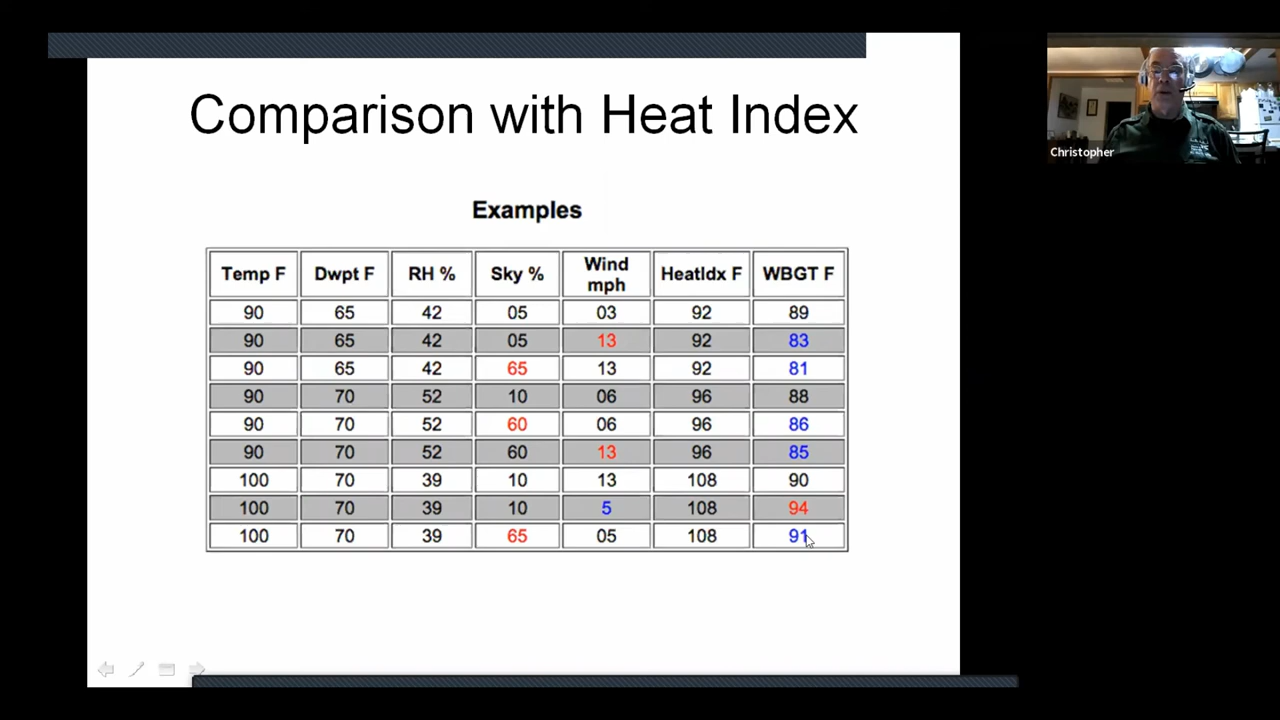 Comparison with Heat Index
Christopher
Examples
Temp F Dwpt F RH % Sky % Wind mph HeatIdx F WBGT F
90 65 42 05 03 92 89
90 65 42 05 13 92 83
90 65 42 65 13 92 81
90 70 52 10 06 96 88
90 70 52 60 06 96 86
90 70 52 60 13 96 85
100 70 39 10 13 108 90
100 70 39 10 5 108 94
100 70 39 65 05 108 91